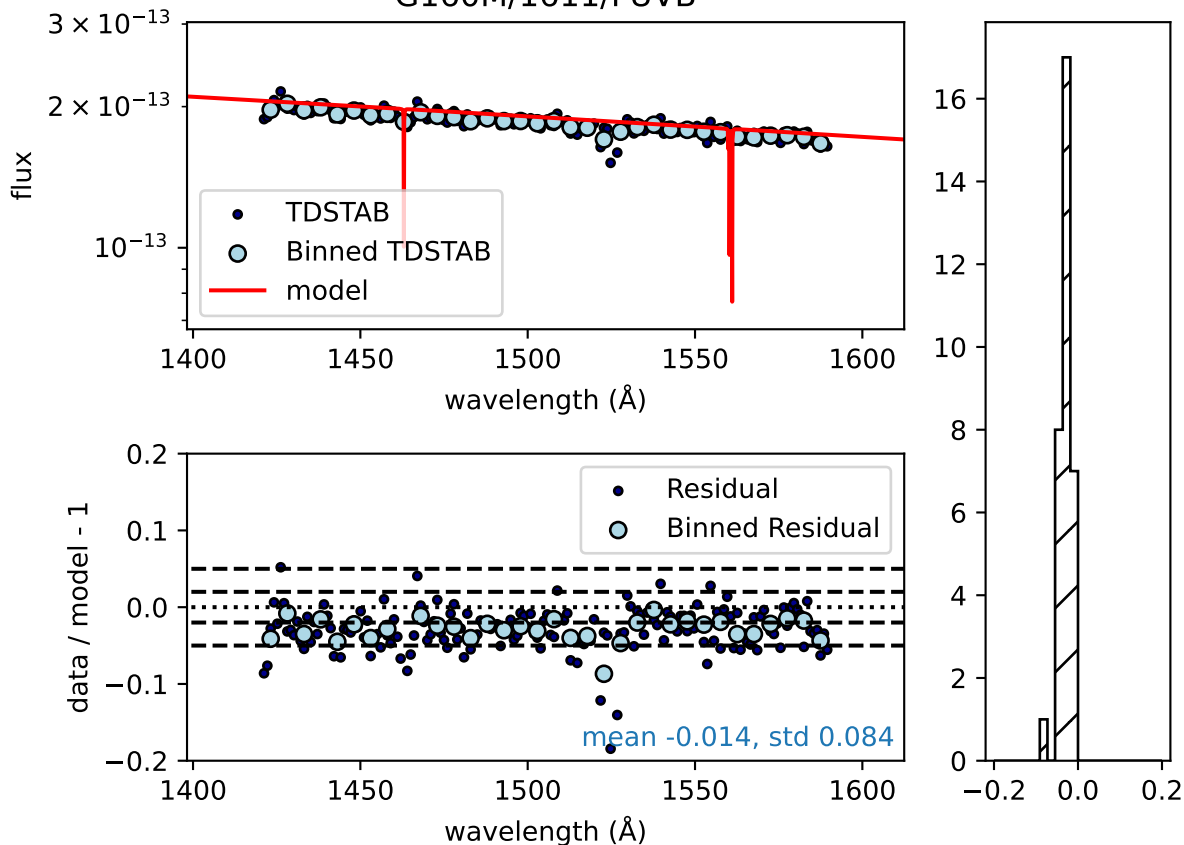 3 × 10⁻¹³
2 × 10⁻¹³
10⁻¹³
flux
TDSTAB
Binned TDSTAB
model
1400 1450 1500 1550 1600
wavelength (Å)
0.2
0.1
0.0
−0.1
−0.2
data / model - 1
Residual
Binned Residual
mean -0.014, std 0.084
1400 1450 1500 1550 1600
wavelength (Å)
16
14
12
10
8
6
4
2
0
−0.2 0.0 0.2